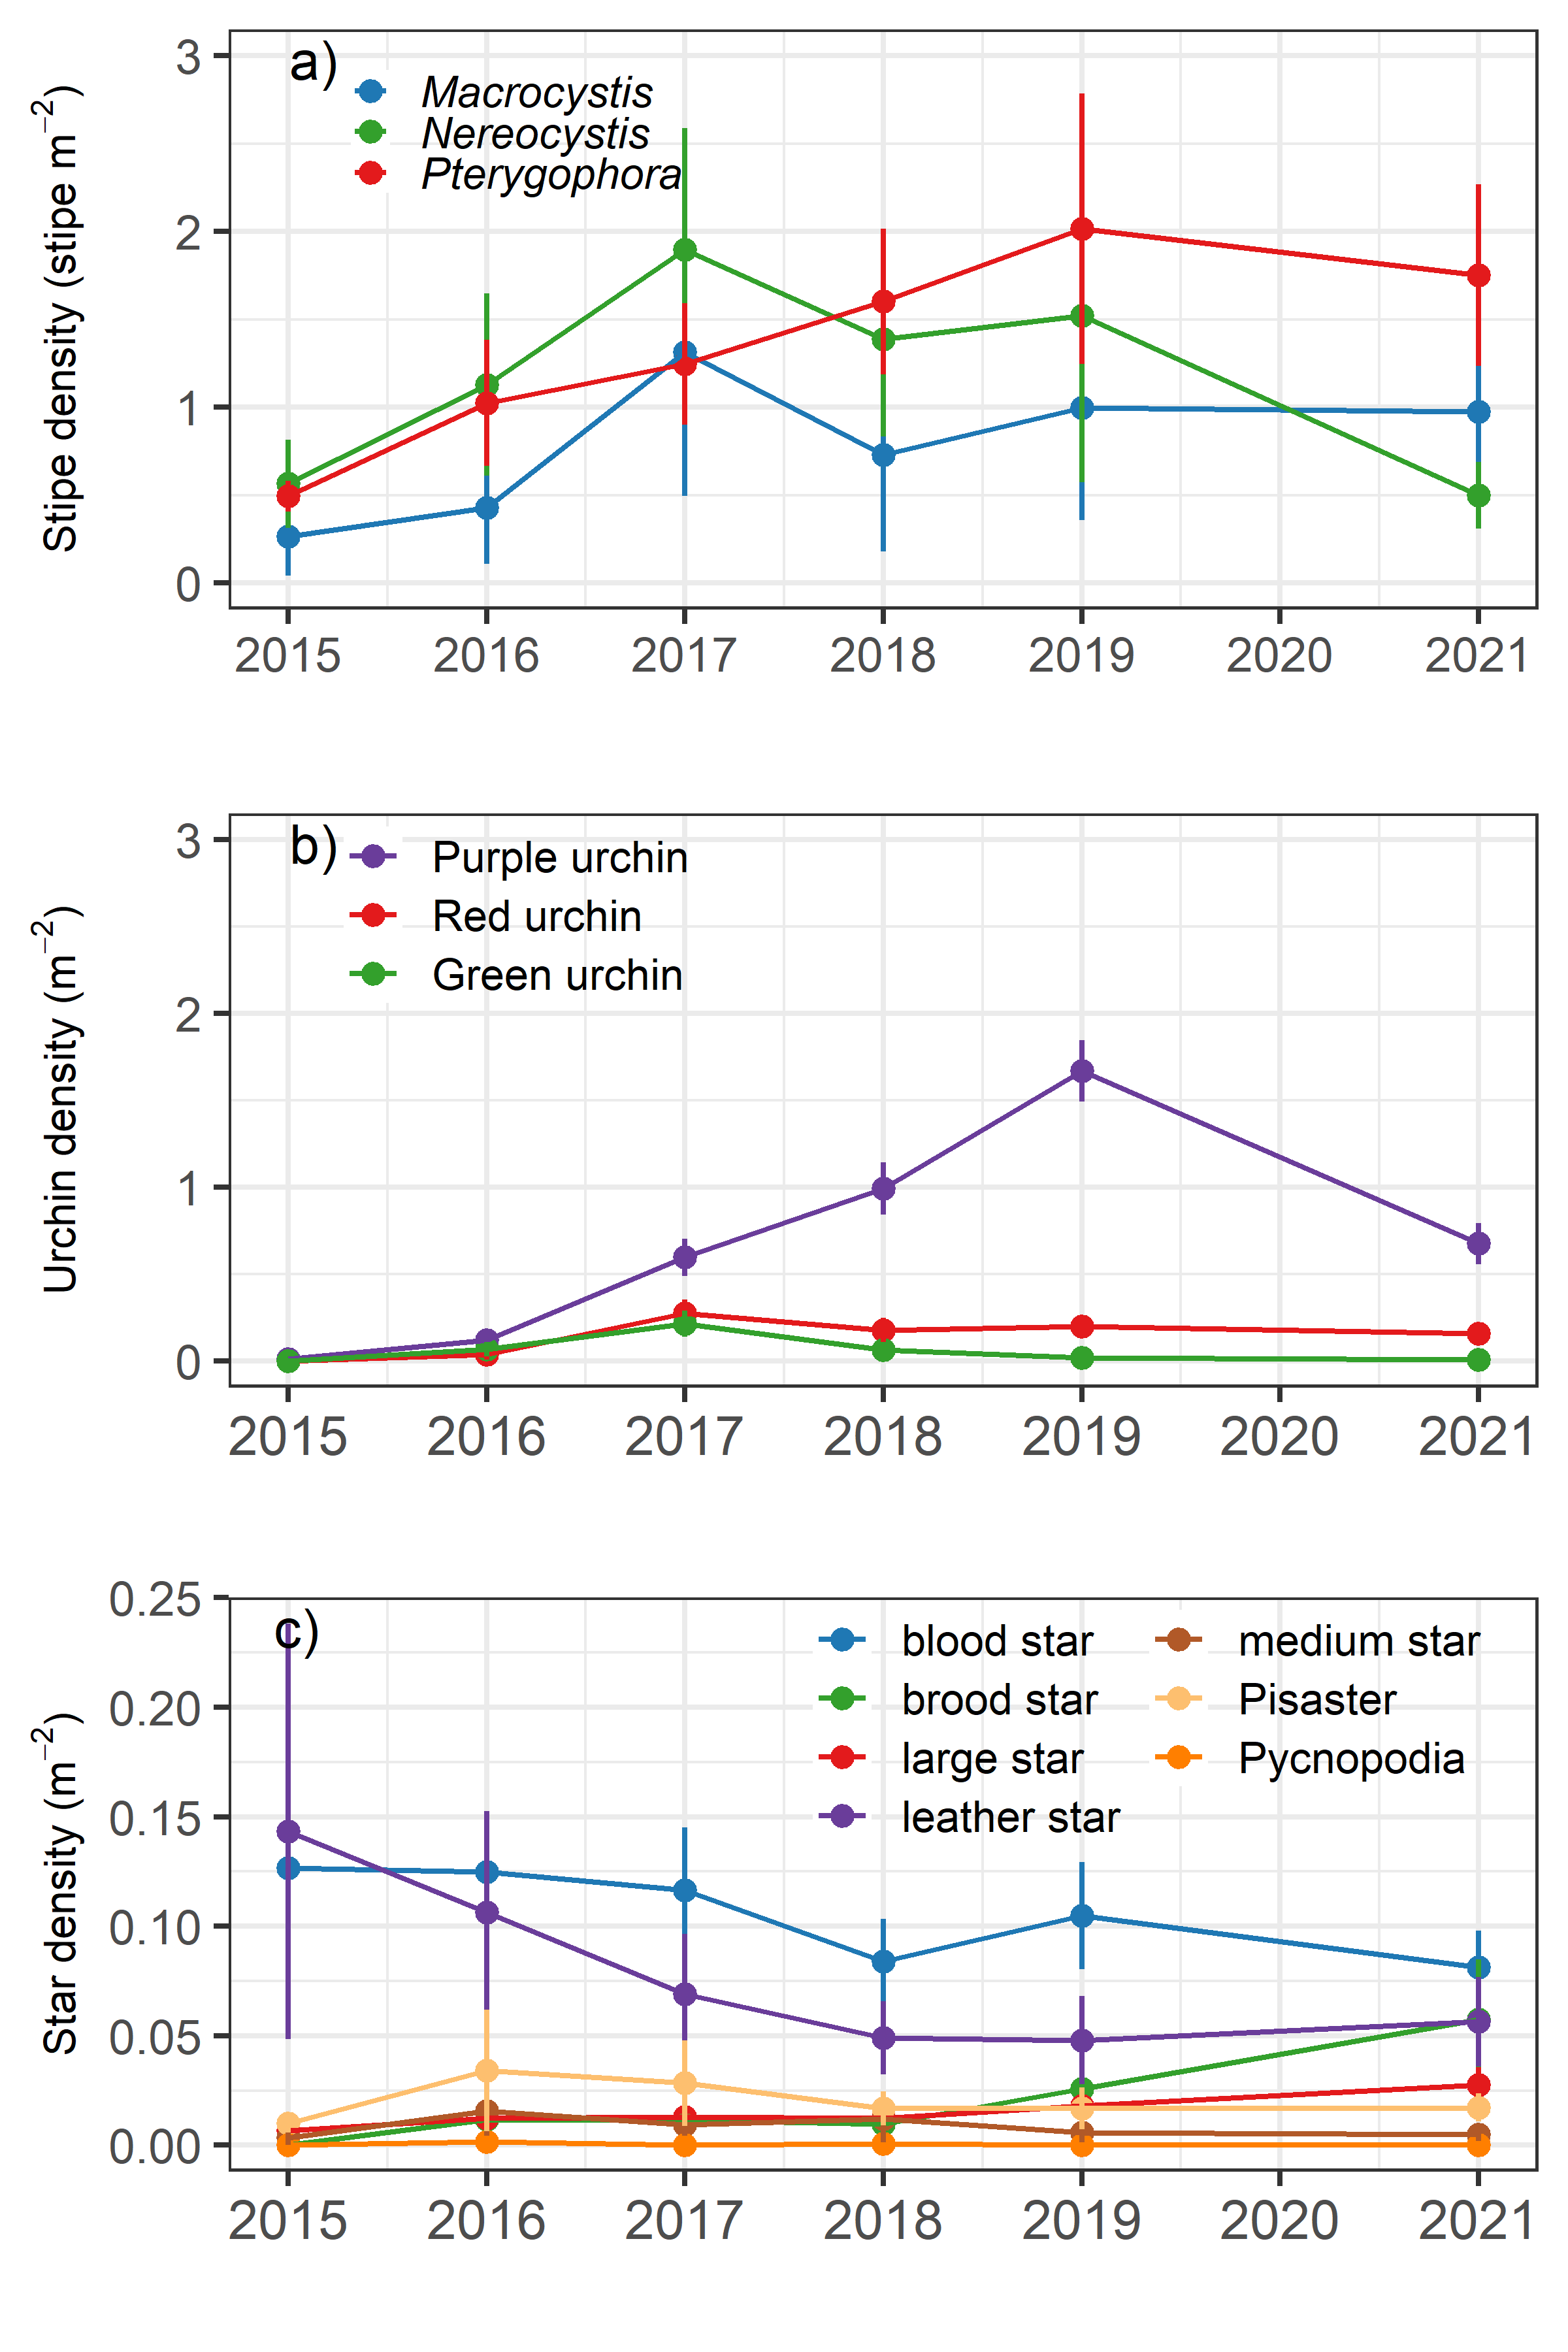 a)
Macrocystis
Nereocystis
Pterygophora
Stipe density (stipe m⁻²)
3
2
1
0
2015 2016 2017 2018 2019 2020 2021
b)
Purple urchin
Red urchin
Green urchin
Urchin density (m⁻²)
3
2
1
0
2015 2016 2017 2018 2019 2020 2021
c)
blood star medium star
brood star Pisaster
large star Pycnopodia
leather star
Star density (m⁻²)
0.25
0.20
0.15
0.10
0.05
0.00
2015 2016 2017 2018 2019 2020 2021